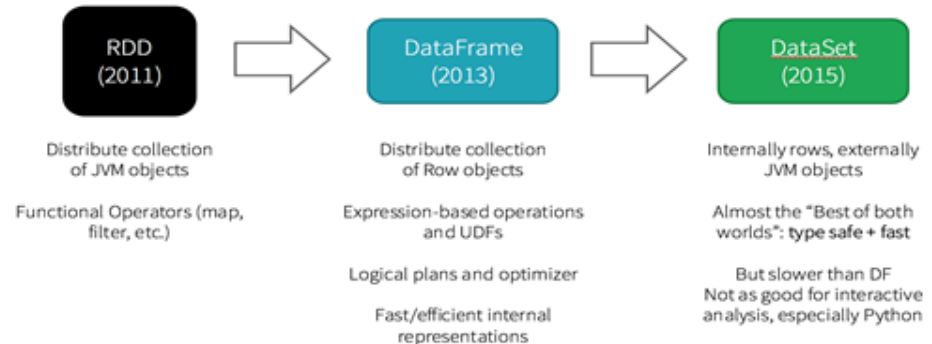 RDD
(2011)
DataFrame
(2013)
DataSet
(2015)
Distribute collection
of JVM objects
Functional Operators (map,
filter, etc.)
Distribute collection
of Row objects
Expression-based operations
and UDFs
Logical plans and optimizer
Fast/efficient internal
representations
Internally rows, externally
JVM objects
Almost the “Best of both
worlds”: type safe + fast
But slower than DF
Not as good for interactive
analysis, especially Python